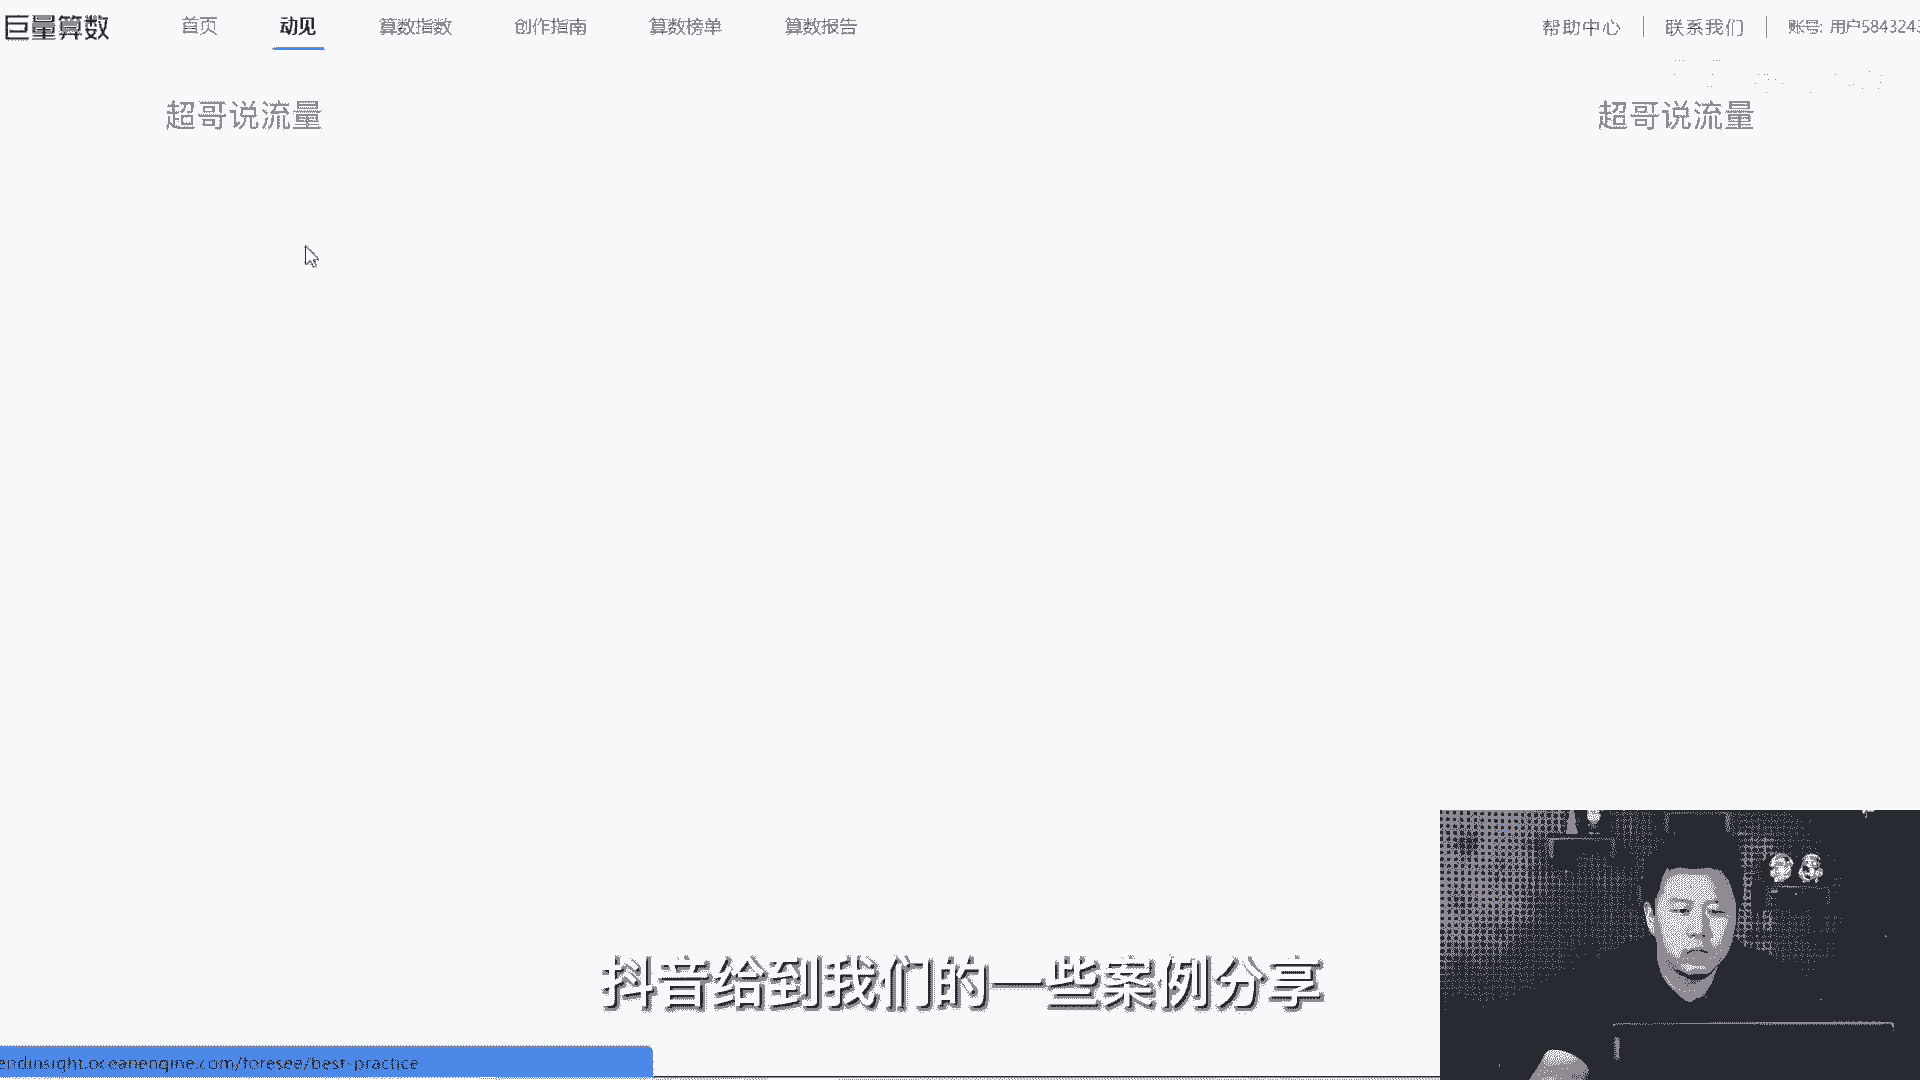 巨量算数 首页 动见 算数指数 创作指南 算数榜单 算数报告 帮助中心 联系我们 账号: 用户584324
超哥说流量 超哥说流量
抖音给到我们的一些案例分享
endinsight.oceanengine.com/foresee/best-practice